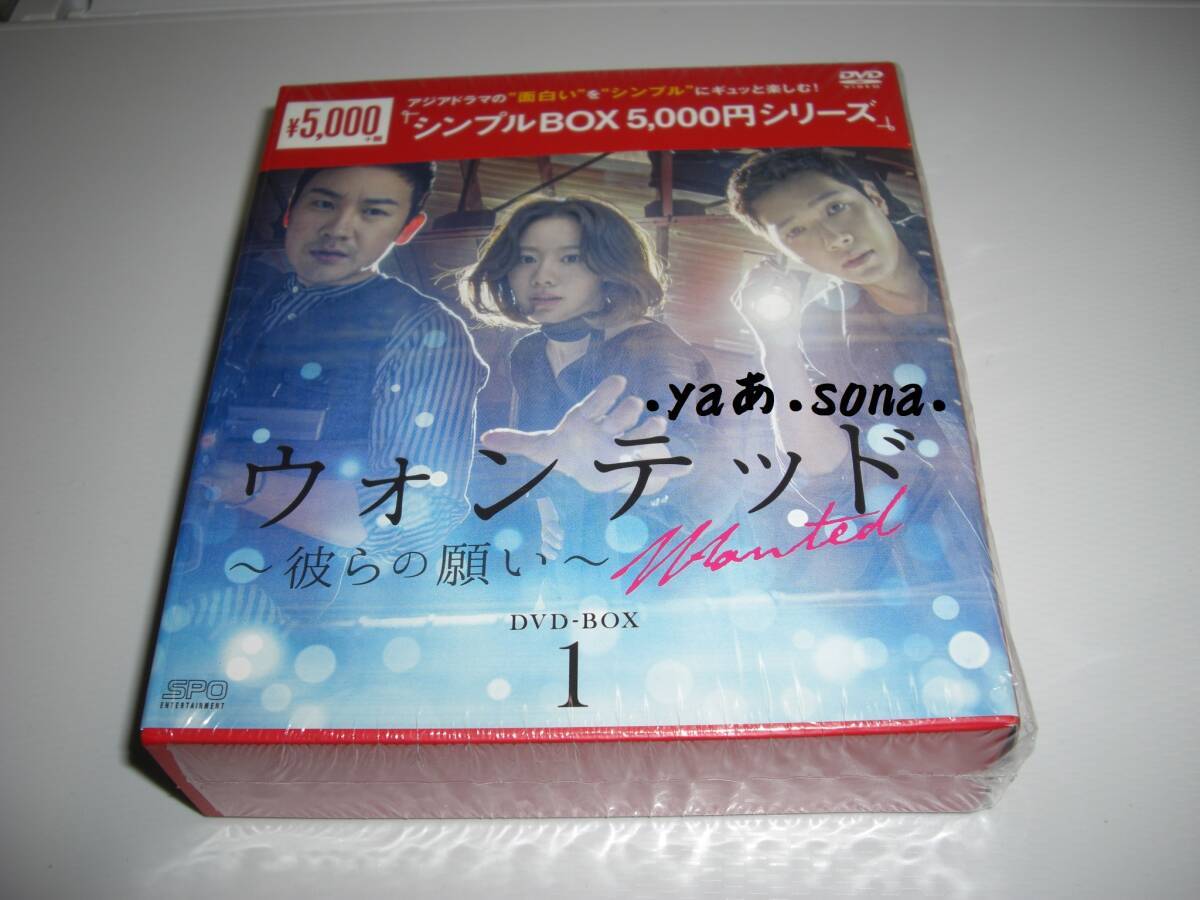 DVD
VIDEO
アジアドラマの"面白い"を"シンプル"にギュッと楽しむ!
¥5,000
+税
シンプルBOX 5,000円シリーズ
.yaあ.sona.
ウォンテッド
～彼らの願い～ Wanted
DVD-BOX
1
SPO
ENTERTAINMENT